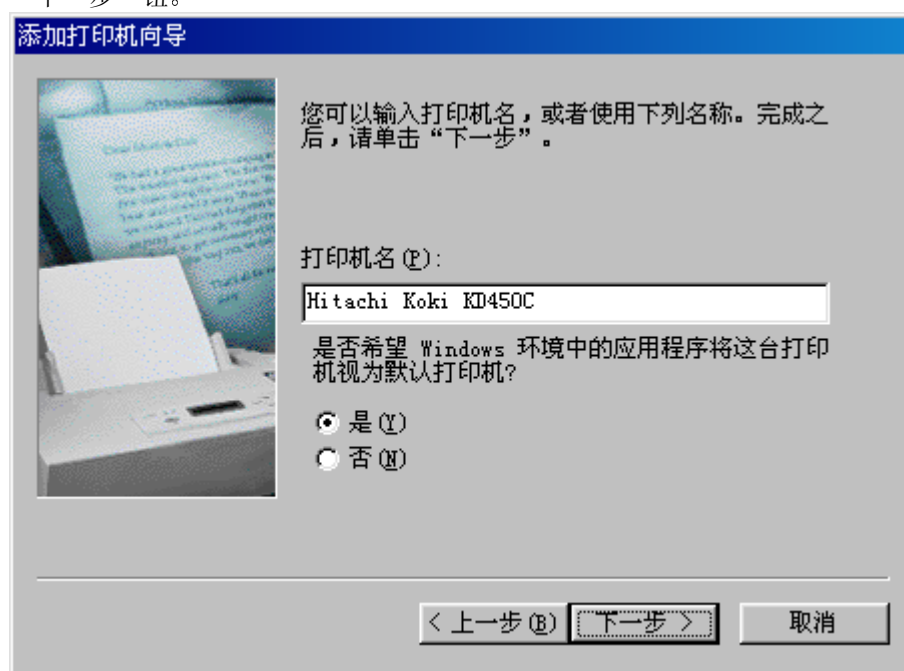 添加打印机向导
您可以输入打印机名，或者使用下列名称。完成之
后，请单击“下一步”。
打印机名(P):
Hitachi Koki KD450C
是否希望 Windows 环境中的应用程序将这台打印
机视为默认打印机?
是(Y)
否(N)
< 上一步(B)
下一步 >
取消